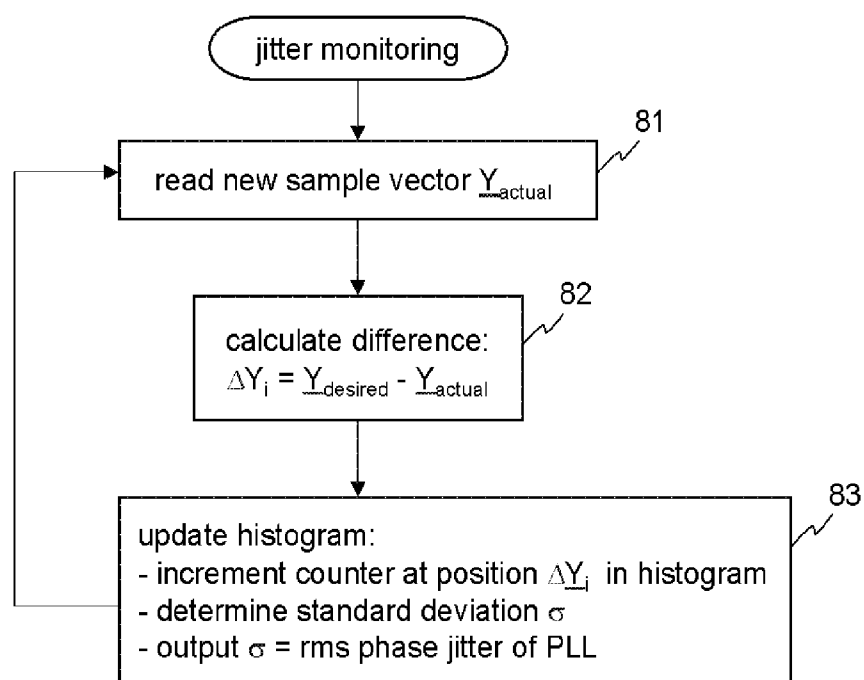 jitter monitoring
81
read new sample vector Y_actual
82
calculate difference:
ΔY_i = Y_desired - Y_actual
83
update histogram:
- increment counter at position ΔY_i in histogram
- determine standard deviation σ
- output σ = rms phase jitter of PLL